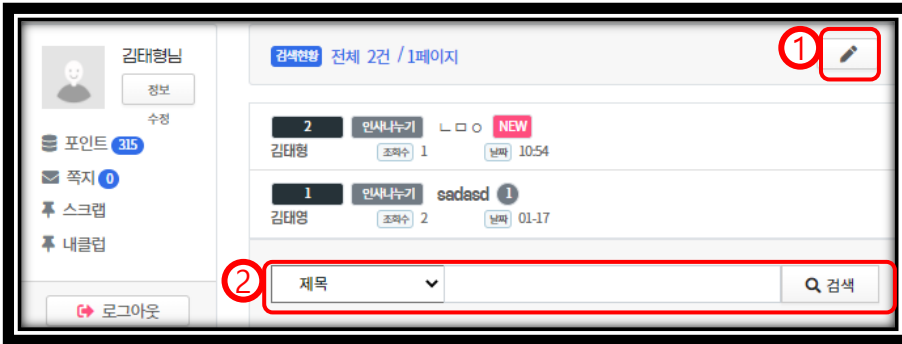 김태형님
정보
수정
포인트 315
쪽지 0
스크랩
내클럽
로그아웃
검색현황 전체 2건 / 1페이지
1
2 인사나누기 ㄴㅁㅇ NEW
김태형 조회수 1 날짜 10:54
1 인사나누기 sadasd 1
김태영 조회수 2 날짜 01-17
2
제목 검색